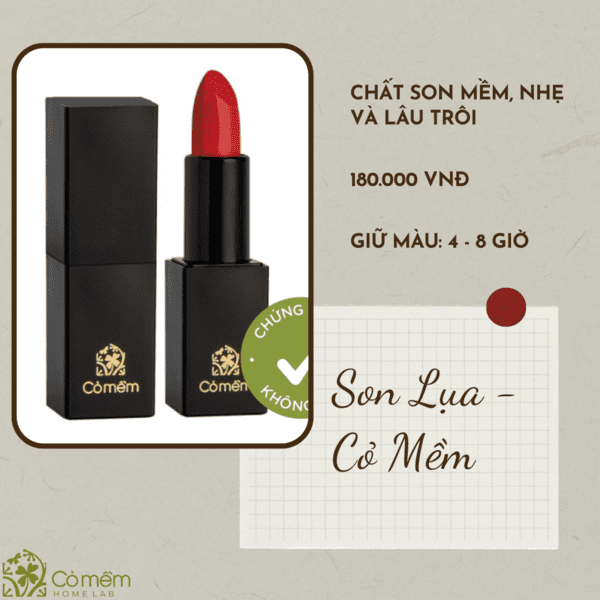 CHẤT SON MỀM, NHẸ
VÀ LÂU TRÔI
180.000 VNĐ
GIỮ MÀU: 4 - 8 GIỜ
CHỨNG
KHÔNG
Cỏ mềm
Cỏ mềm
Son Lụa -
Cỏ Mềm
Cỏ mềm
HOME LAB